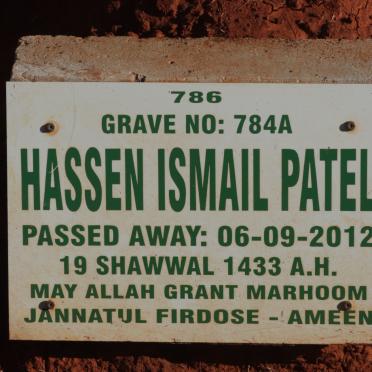 786
GRAVE NO: 784A
HASSEN ISMAIL PATEL
PASSED AWAY: 06-09-2012
19 SHAWWAL 1433 A.H.
MAY ALLAH GRANT MARHOOM
JANNATUL FIRDOSE - AMEEN